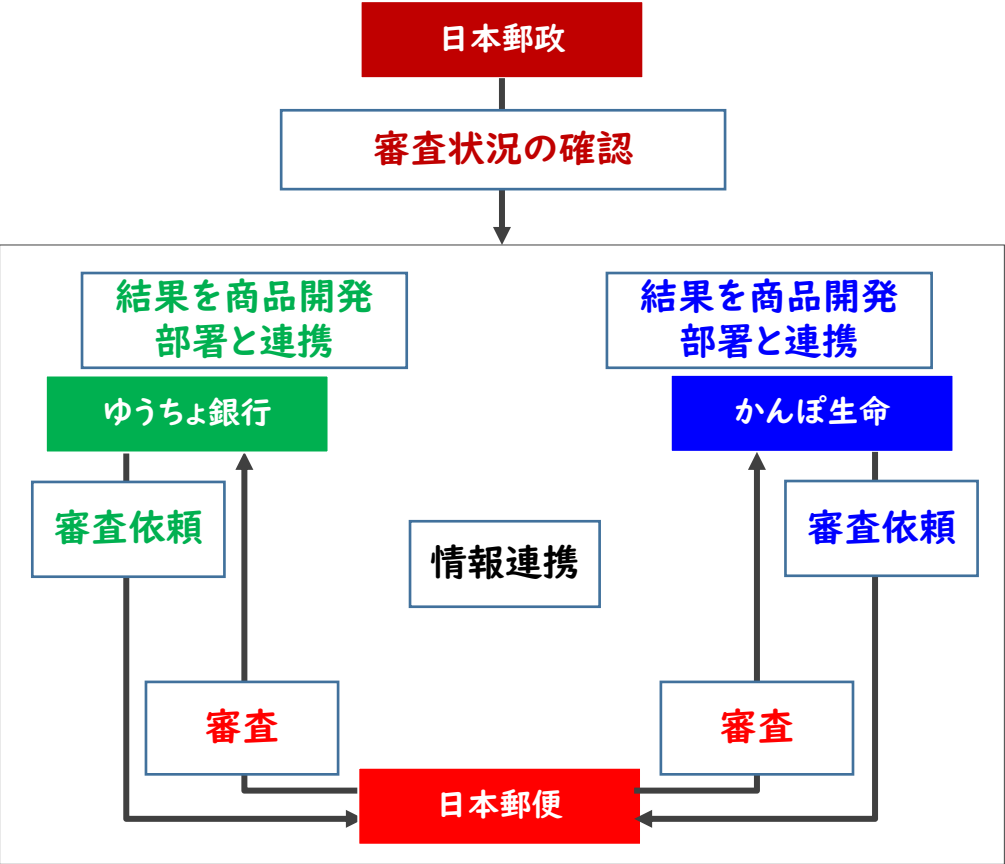 日本郵政
審査状況の確認
結果を商品開発
部署と連携
結果を商品開発
部署と連携
ゆうちょ銀行
かんぽ生命
審査依頼
審査依頼
情報連携
審査
審査
日本郵便